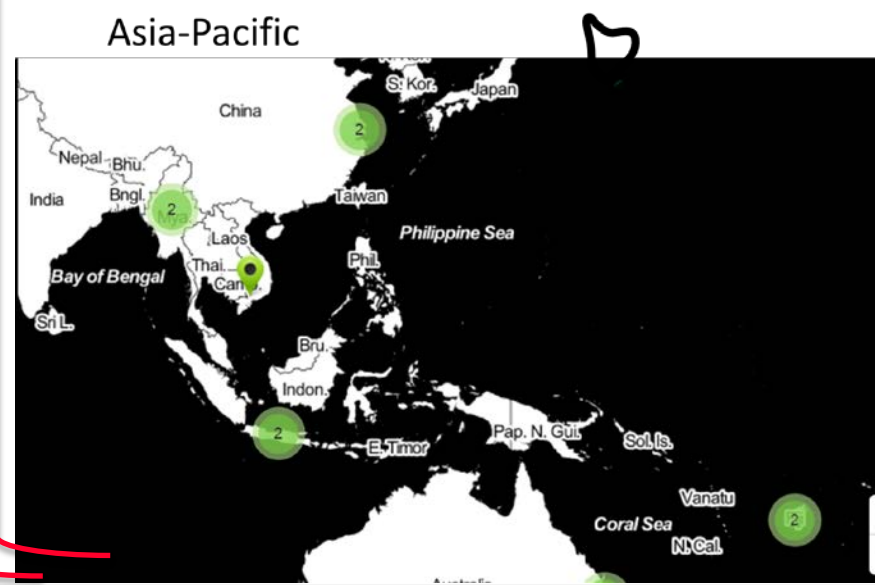 Asia-Pacific
S. Kor.
Japan
China
2
Nepal
Bhu.
India
Bngl.
2
Mya.
Taiwan
Laos
Philippine Sea
Thai.
Phil.
Bay of Bengal
Sri L.
Bru.
Indon.
2
E. Timor
Pap. N. Gui.
Sol. Is.
Vanatu
2
Coral Sea
N. Cal.